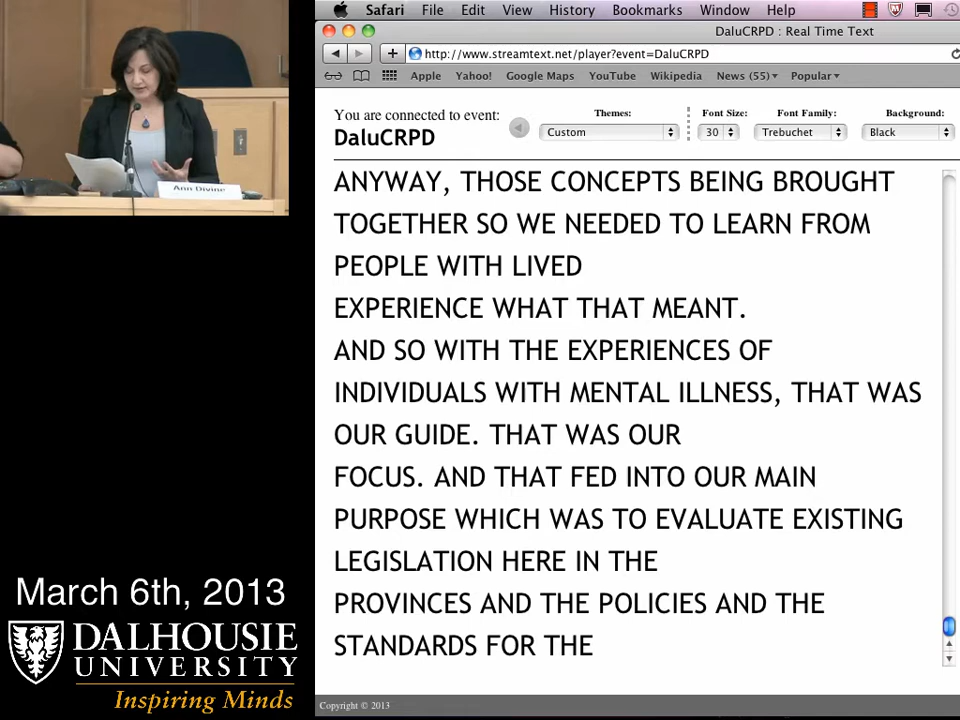 Safari File Edit View History Bookmarks Window Help
DaluCRPD : Real Time Text
http://www.streamtext.net/player?event=DaluCRPD
Apple Yahoo! Google Maps YouTube Wikipedia News (55) Popular
You are connected to event:
DaluCRPD
Themes: Font Size: Font Family: Background:
Custom 30 Trebuchet Black
ANYWAY, THOSE CONCEPTS BEING BROUGHT
TOGETHER SO WE NEEDED TO LEARN FROM
PEOPLE WITH LIVED
EXPERIENCE WHAT THAT MEANT.
AND SO WITH THE EXPERIENCES OF
INDIVIDUALS WITH MENTAL ILLNESS, THAT WAS
OUR GUIDE. THAT WAS OUR
FOCUS. AND THAT FED INTO OUR MAIN
PURPOSE WHICH WAS TO EVALUATE EXISTING
LEGISLATION HERE IN THE
PROVINCES AND THE POLICIES AND THE
STANDARDS FOR THE
Copyright © 2013
Ann Divine
March 6th, 2013
DALHOUSIE
UNIVERSITY
Inspiring Minds